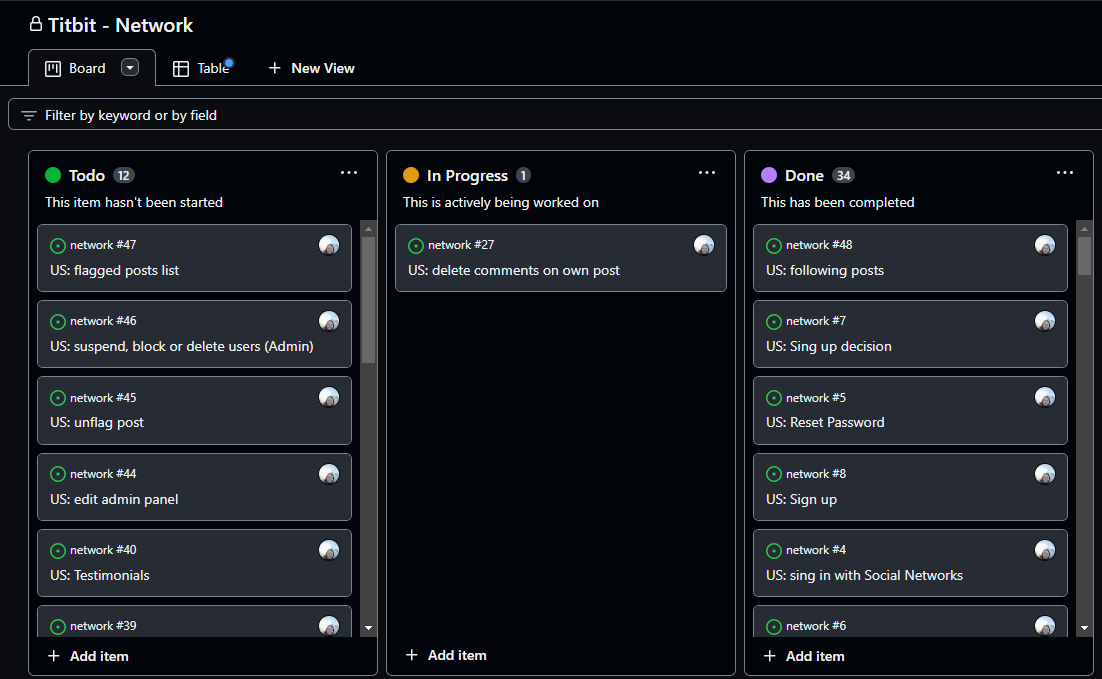 Titbit - Network
Board
Table
New View
Filter by keyword or by field
Todo 12
This item hasn't been started
network #47
US: flagged posts list
network #46
US: suspend, block or delete users (Admin)
network #45
US: unflag post
network #44
US: edit admin panel
network #40
US: Testimonials
network #39
+ Add item
In Progress 1
This is actively being worked on
network #27
US: delete comments on own post
+ Add item
Done 34
This has been completed
network #48
US: following posts
network #7
US: Sing up decision
network #5
US: Reset Password
network #8
US: Sign up
network #4
US: sing in with Social Networks
network #6
+ Add item